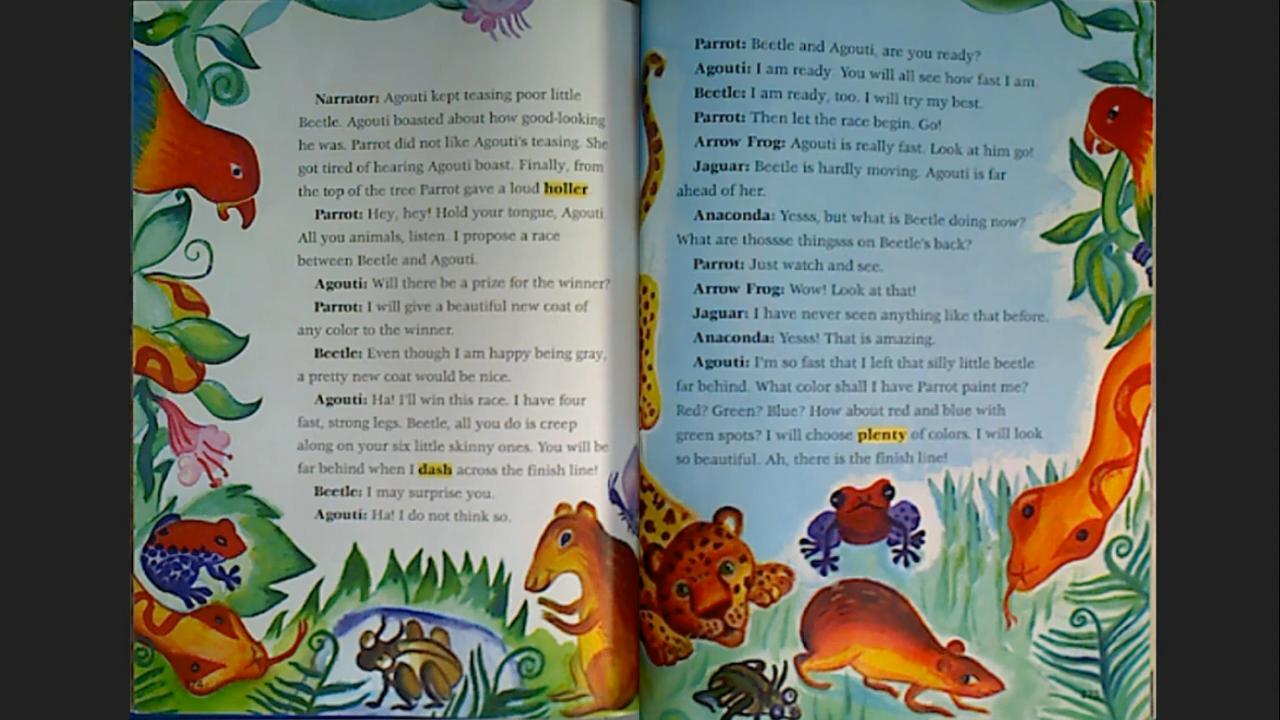 Narrator: Agouti kept teasing poor little
Beetle. Agouti boasted about how good-looking
he was. Parrot did not like Agouti's teasing. She
got tired of hearing Agouti boast. Finally, from
the top of the tree Parrot gave a loud holler.
Parrot: Hey, hey! Hold your tongue, Agouti.
All you animals, listen. I propose a race
between Beetle and Agouti.
Agouti: Will there be a prize for the winner?
Parrot: I will give a beautiful new coat of
any color to the winner.
Beetle: Even though I am happy being gray,
a pretty new coat would be nice.
Agouti: Ha! I'll win this race. I have four
fast, strong legs. Beetle, all you do is creep
along on your six little skinny ones. You will be
far behind when I dash across the finish line!
Beetle: I may surprise you.
Agouti: Ha! I do not think so.
Parrot: Beetle and Agouti, are you ready?
Agouti: I am ready. You will all see how fast I am.
Beetle: I am ready, too. I will try my best.
Parrot: Then let the race begin. Go!
Arrow Frog: Agouti is really fast. Look at him go!
Jaguar: Beetle is hardly moving. Agouti is far
ahead of her.
Anaconda: Yesss, but what is Beetle doing now?
What are thossse thingsss on Beetle's back?
Parrot: Just watch and see.
Arrow Frog: Wow! Look at that!
Jaguar: I have never seen anything like that before.
Anaconda: Yesss! That is amazing.
Agouti: I'm so fast that I left that silly little beetle
far behind. What color shall I have Parrot paint me?
Red? Green? Blue? How about red and blue with
green spots? I will choose plenty of colors. I will look
so beautiful. Ah, there is the finish line!